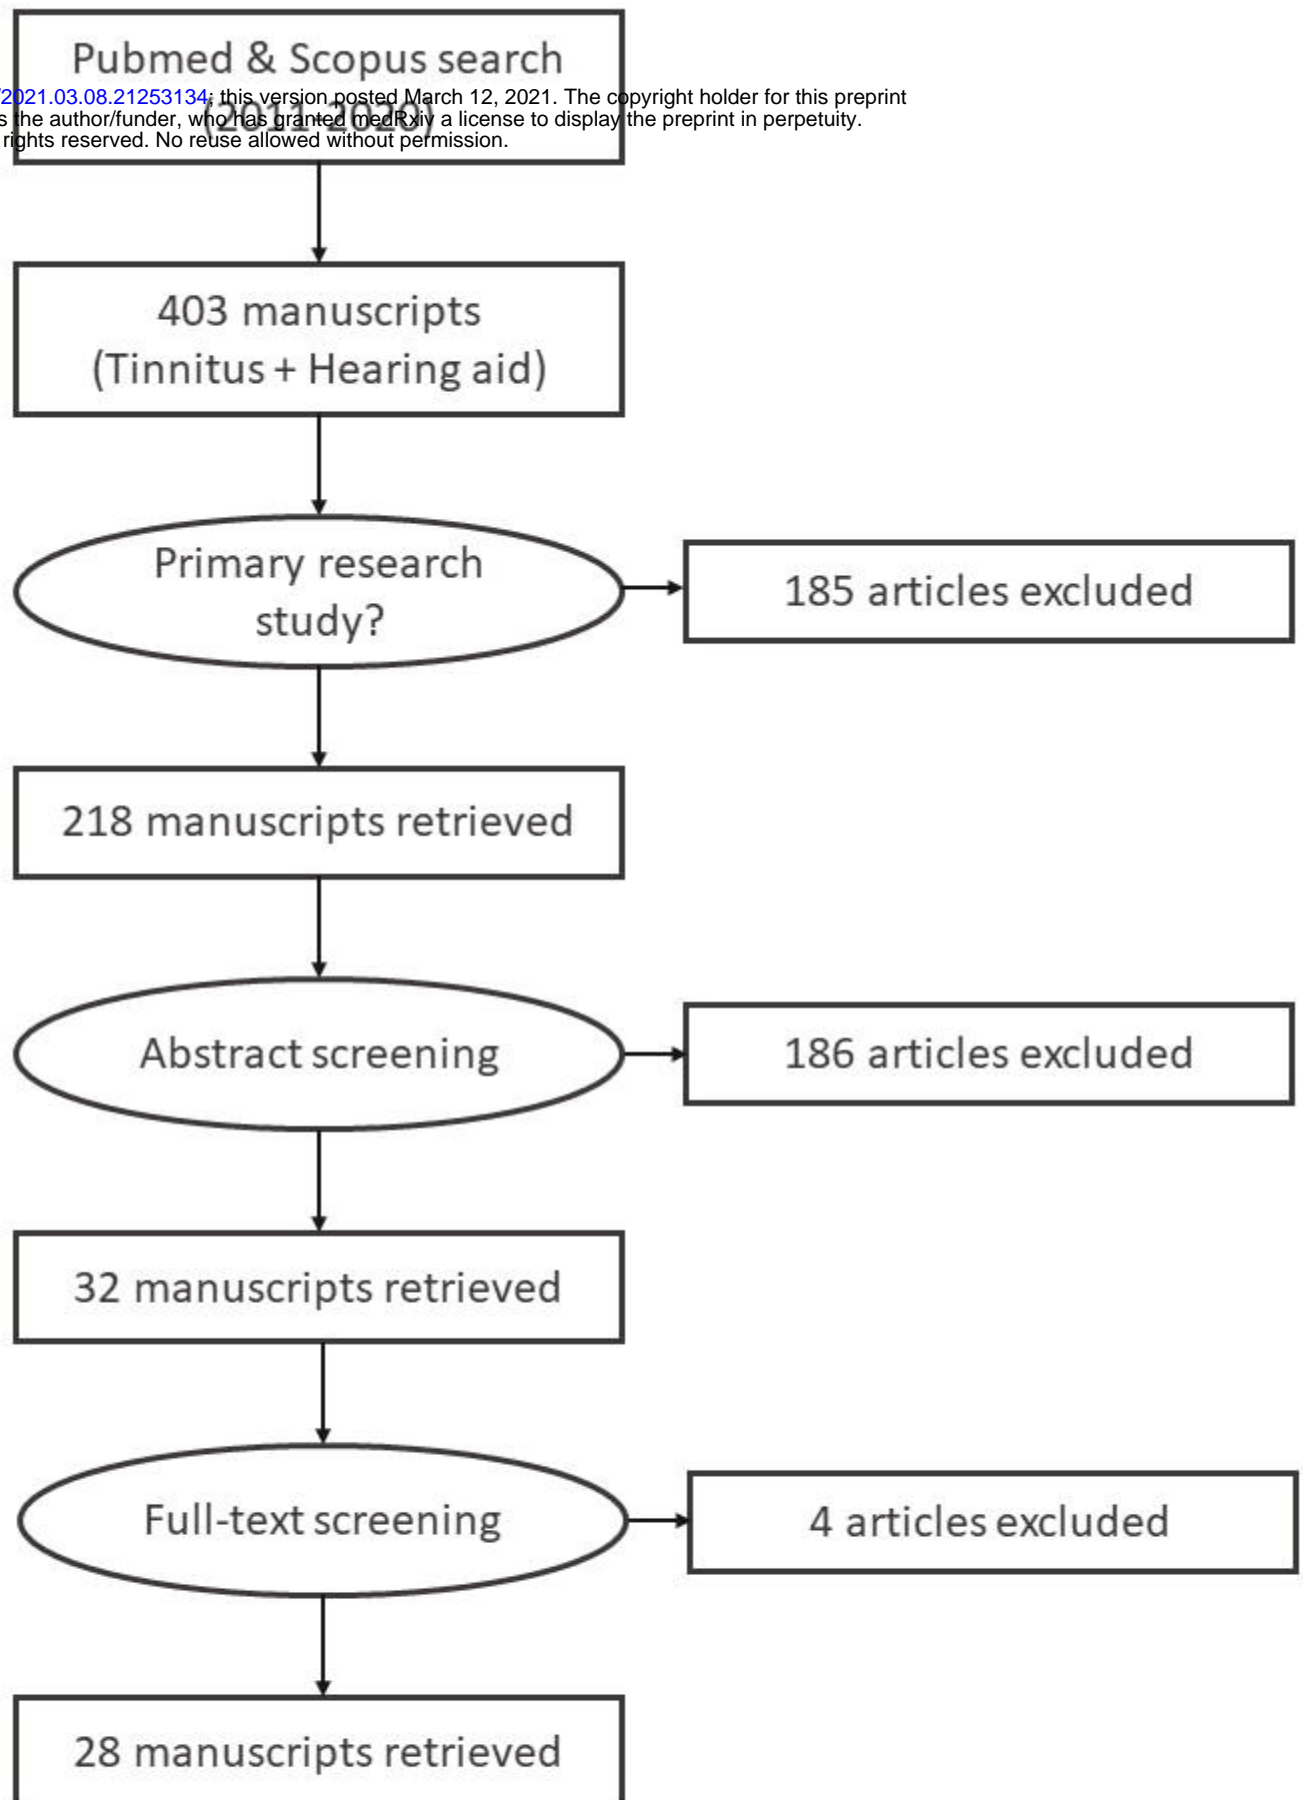 Pubmed & Scopus search
(2011-2020)
2021.03.08.21253134; this version posted March 12, 2021. The copyright holder for this preprint
s the author/funder, who has granted medRxiv a license to display the preprint in perpetuity.
rights reserved. No reuse allowed without permission.
403 manuscripts
(Tinnitus + Hearing aid)
Primary research
study?
185 articles excluded
218 manuscripts retrieved
Abstract screening
186 articles excluded
32 manuscripts retrieved
Full-text screening
4 articles excluded
28 manuscripts retrieved